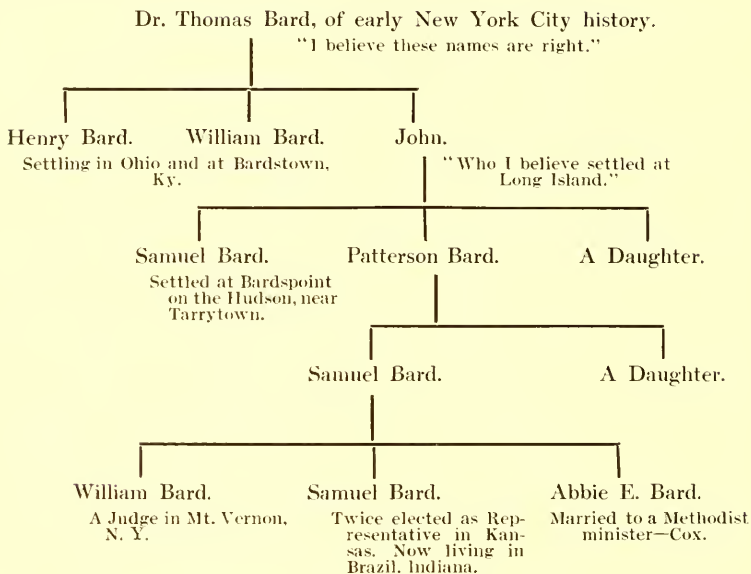 Dr. Thomas Bard, of early New York City history.
"I believe these names are right."
Henry Bard. William Bard. John.
Settling in Ohio and at Bardstown,
Ky.
"Who I believe settled at
Long Island."
Samuel Bard. Patterson Bard. A Daughter.
Settled at Bardspoint
on the Hudson, near
Tarrytown.
Samuel Bard. A Daughter.
William Bard. Samuel Bard. Abbie E. Bard.
A Judge in Mt. Vernon,
N. Y.
Twice elected as Rep-
resentative in Kan-
sas. Now living in
Brazil, Indiana.
Married to a Methodist
minister—Cox.